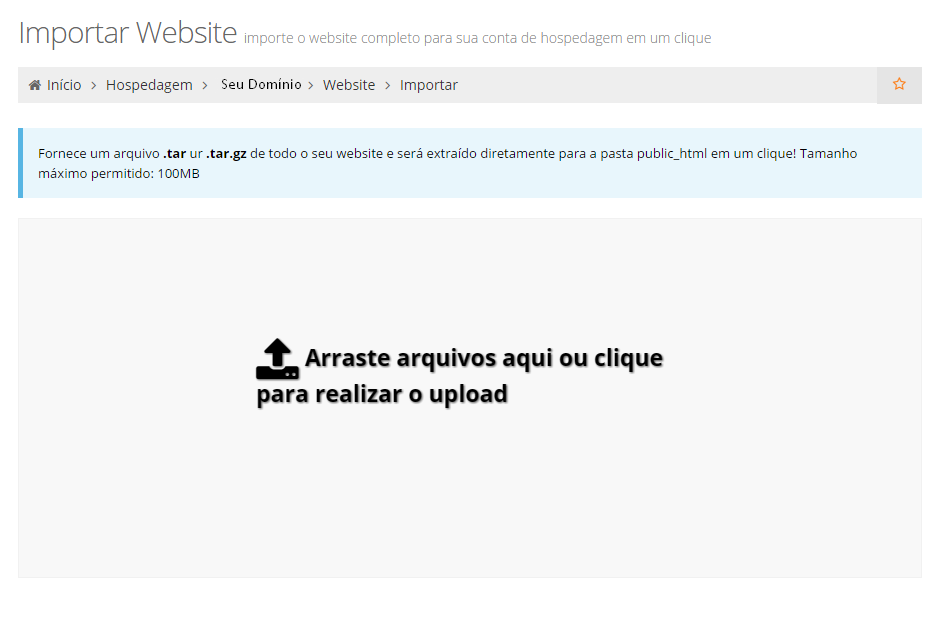 Importar Website importe o website completo para sua conta de hospedagem em um clique
Início > Hospedagem > Seu Domínio > Website > Importar
Fornece um arquivo .tar ur .tar.gz de todo o seu website e será extraído diretamente para a pasta public_html em um clique! Tamanho
máximo permitido: 100MB
Arraste arquivos aqui ou clique
para realizar o upload